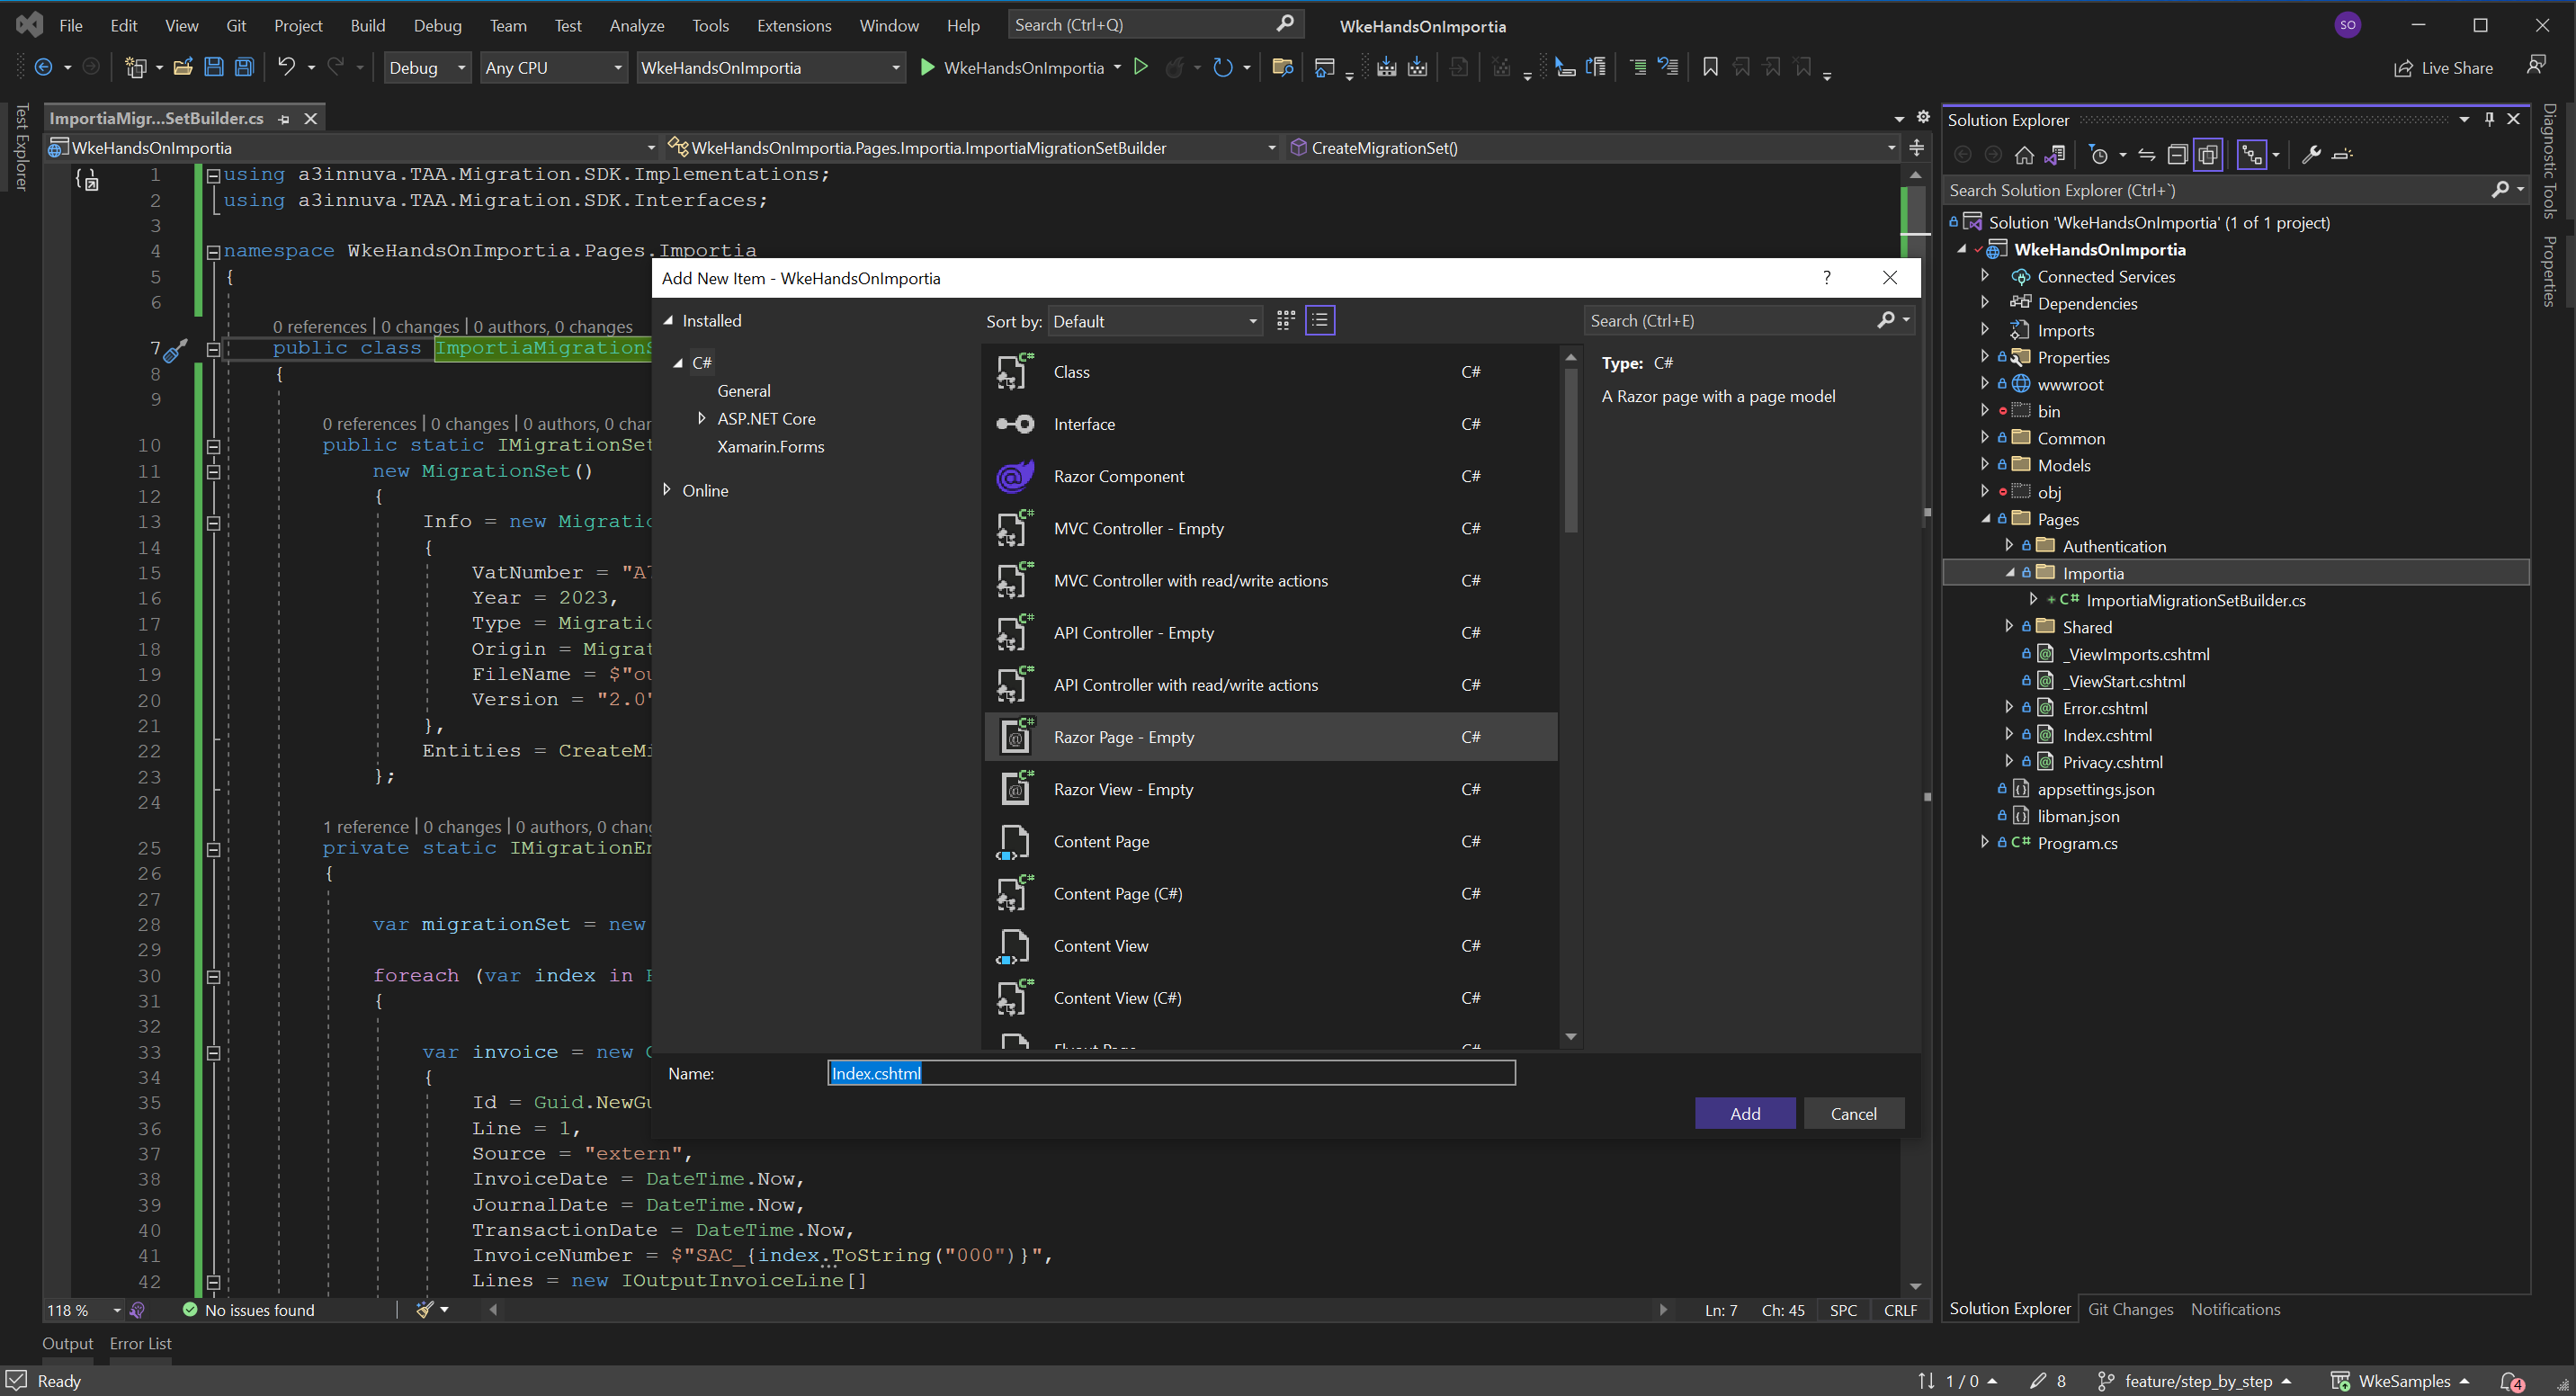 File Edit View Git Project Build Debug Team Test Analyze Tools Extensions Window Help Search (Ctrl+Q) WkeHandsOnImportia SO
Debug Any CPU WkeHandsOnImportia WkeHandsOnImportia Live Share
Test Explorer
ImportiaMigr...SetBuilder.cs
WkeHandsOnImportia WkeHandsOnImportia.Pages.Importia.ImportiaMigrationSetBuilder CreateMigrationSet()
1 using a3innuva.TAA.Migration.SDK.Implementations;
2 using a3innuva.TAA.Migration.SDK.Interfaces;
3
4 namespace WkeHandsOnImportia.Pages.Importia
5 {
6
0 references | 0 changes | 0 authors, 0 changes
7 public class ImportiaMigrationS
8 {
9
0 references | 0 changes | 0 authors, 0 char
10 public static IMigrationSet
11 new MigrationSet()
12 {
13 Info = new Migratio
14 {
15 VatNumber = "A
16 Year = 2023,
17 Type = Migratio
18 Origin = Migrat
19 FileName = $"ou
20 Version = "2.0"
21 },
22 Entities = CreateMi
23 };
24
1 reference | 0 changes | 0 authors, 0 chang
25 private static IMigrationEn
26 {
27
28 var migrationSet = new
29
30 foreach (var index in
31 {
32
33 var invoice = new
34 {
35 Id = Guid.NewGu
36 Line = 1,
37 Source = "extern",
38 InvoiceDate = DateTime.Now,
39 JournalDate = DateTime.Now,
40 TransactionDate = DateTime.Now,
41 InvoiceNumber = $"SAC_{index.ToString("000")}",
42 Lines = new IOutputInvoiceLine[]
118 % No issues found Ln: 7 Ch: 45 SPC CRLF
Add New Item - WkeHandsOnImportia ?
Installed
C#
General
ASP.NET Core
Xamarin.Forms
Online
Sort by: Default
Class C#
Interface C#
Razor Component C#
MVC Controller - Empty C#
MVC Controller with read/write actions C#
API Controller - Empty C#
API Controller with read/write actions C#
Razor Page - Empty C#
Razor View - Empty C#
Content Page C#
Content Page (C#) C#
Content View C#
Content View (C#) C#
Flyout Page C#
Search (Ctrl+E)
Type: C#
A Razor page with a page model
Name: Index.cshtml
Add Cancel
Solution Explorer
Search Solution Explorer (Ctrl+`)
Solution 'WkeHandsOnImportia' (1 of 1 project)
WkeHandsOnImportia
Connected Services
Dependencies
Imports
Properties
wwwroot
bin
Common
Models
obj
Pages
Authentication
Importia
C# ImportiaMigrationSetBuilder.cs
Shared
_ViewImports.cshtml
_ViewStart.cshtml
Error.cshtml
Index.cshtml
Privacy.cshtml
appsettings.json
libman.json
C# Program.cs
Solution Explorer Git Changes Notifications
Diagnostic Tools
Properties
Output Error List
Ready 1 / 0 8 feature/step_by_step WkeSamples 4